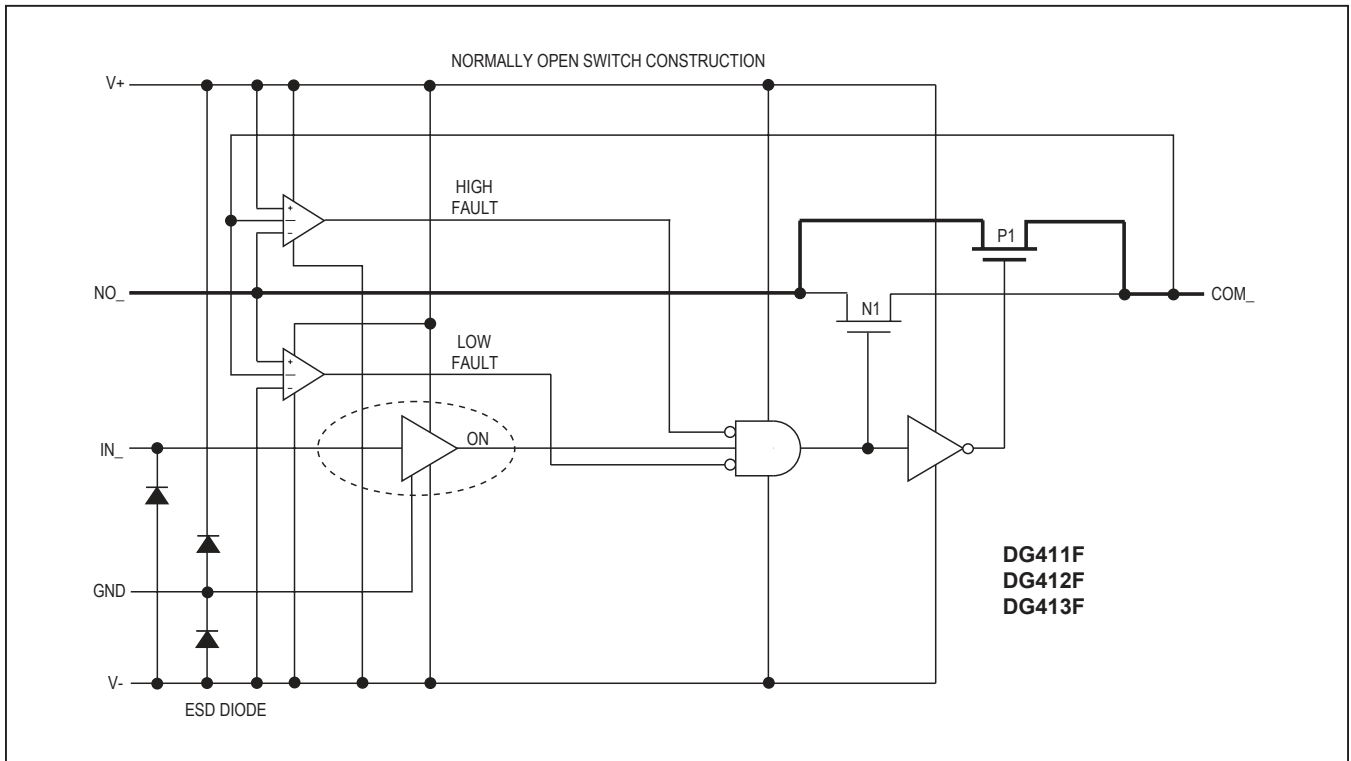 NORMALLY OPEN SWITCH CONSTRUCTION
V+
HIGH
FAULT
+
−
−
P1
NO_
COM_
N1
LOW
FAULT
+
−
−
IN_
ON
DG411F
DG412F
DG413F
GND
V-
ESD DIODE